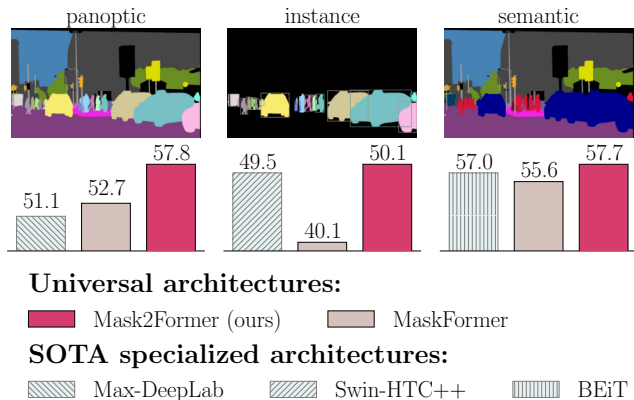 panoptic instance semantic
51.1 52.7 57.8 49.5 40.1 50.1 57.0 55.6 57.7
Universal architectures:
Mask2Former (ours) MaskFormer
SOTA specialized architectures:
Max-DeepLab Swin-HTC++ BEiT